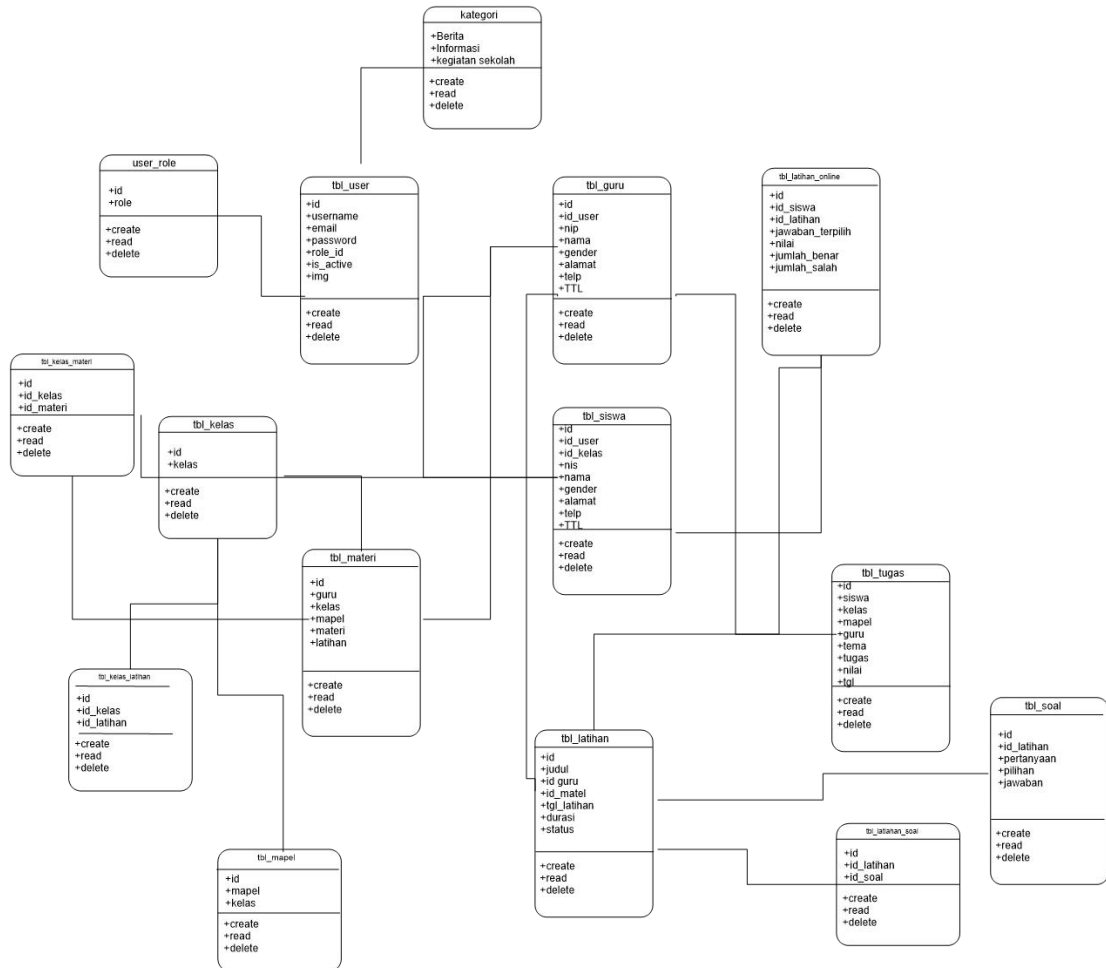 kategori
+Berita
+Informasi
+kegiatan sekolah
+create
+read
+delete
user_role
+id
+role
+create
+read
+delete
tbl_user
+id
+username
+email
+password
+role_id
+is_active
+img
+create
+read
+delete
tbl_guru
+id
+id_user
+nip
+nama
+gender
+alamat
+telp
+TTL
+create
+read
+delete
tbl_latihan_online
+id
+id_siswa
+id_latihan
+jawaban_terpilih
+nilai
+jumlah_benar
+jumlah_salah
+create
+read
+delete
tbl_kelas_materi
+id
+id_kelas
+id_materi
+create
+read
+delete
tbl_kelas
+id
+kelas
+create
+read
+delete
tbl_siswa
+id
+id_user
+id_kelas
+nis
+nama
+gender
+alamat
+telp
+TTL
+create
+read
+delete
tbl_materi
+id
+guru
+kelas
+mapel
+materi
+latihan
+create
+read
+delete
tbl_tugas
+id
+siswa
+kelas
+mapel
+guru
+tema
+tugas
+nilai
+tgl
+create
+read
+delete
tbl_kelas_latihan
+id
+id_kelas
+id_latihan
+create
+read
+delete
tbl_soal
+id
+id_latihan
+pertanyaan
+pilihan
+jawaban
+create
+read
+delete
tbl_latihan
+id
+judul
+id guru
+id_matel
+tgl_latihan
+durasi
+status
+create
+read
+delete
tbl_latianan_soal
+id
+id_latihan
+id_soal
+create
+read
+delete
tbl_mapel
+id
+mapel
+kelas
+create
+read
+delete